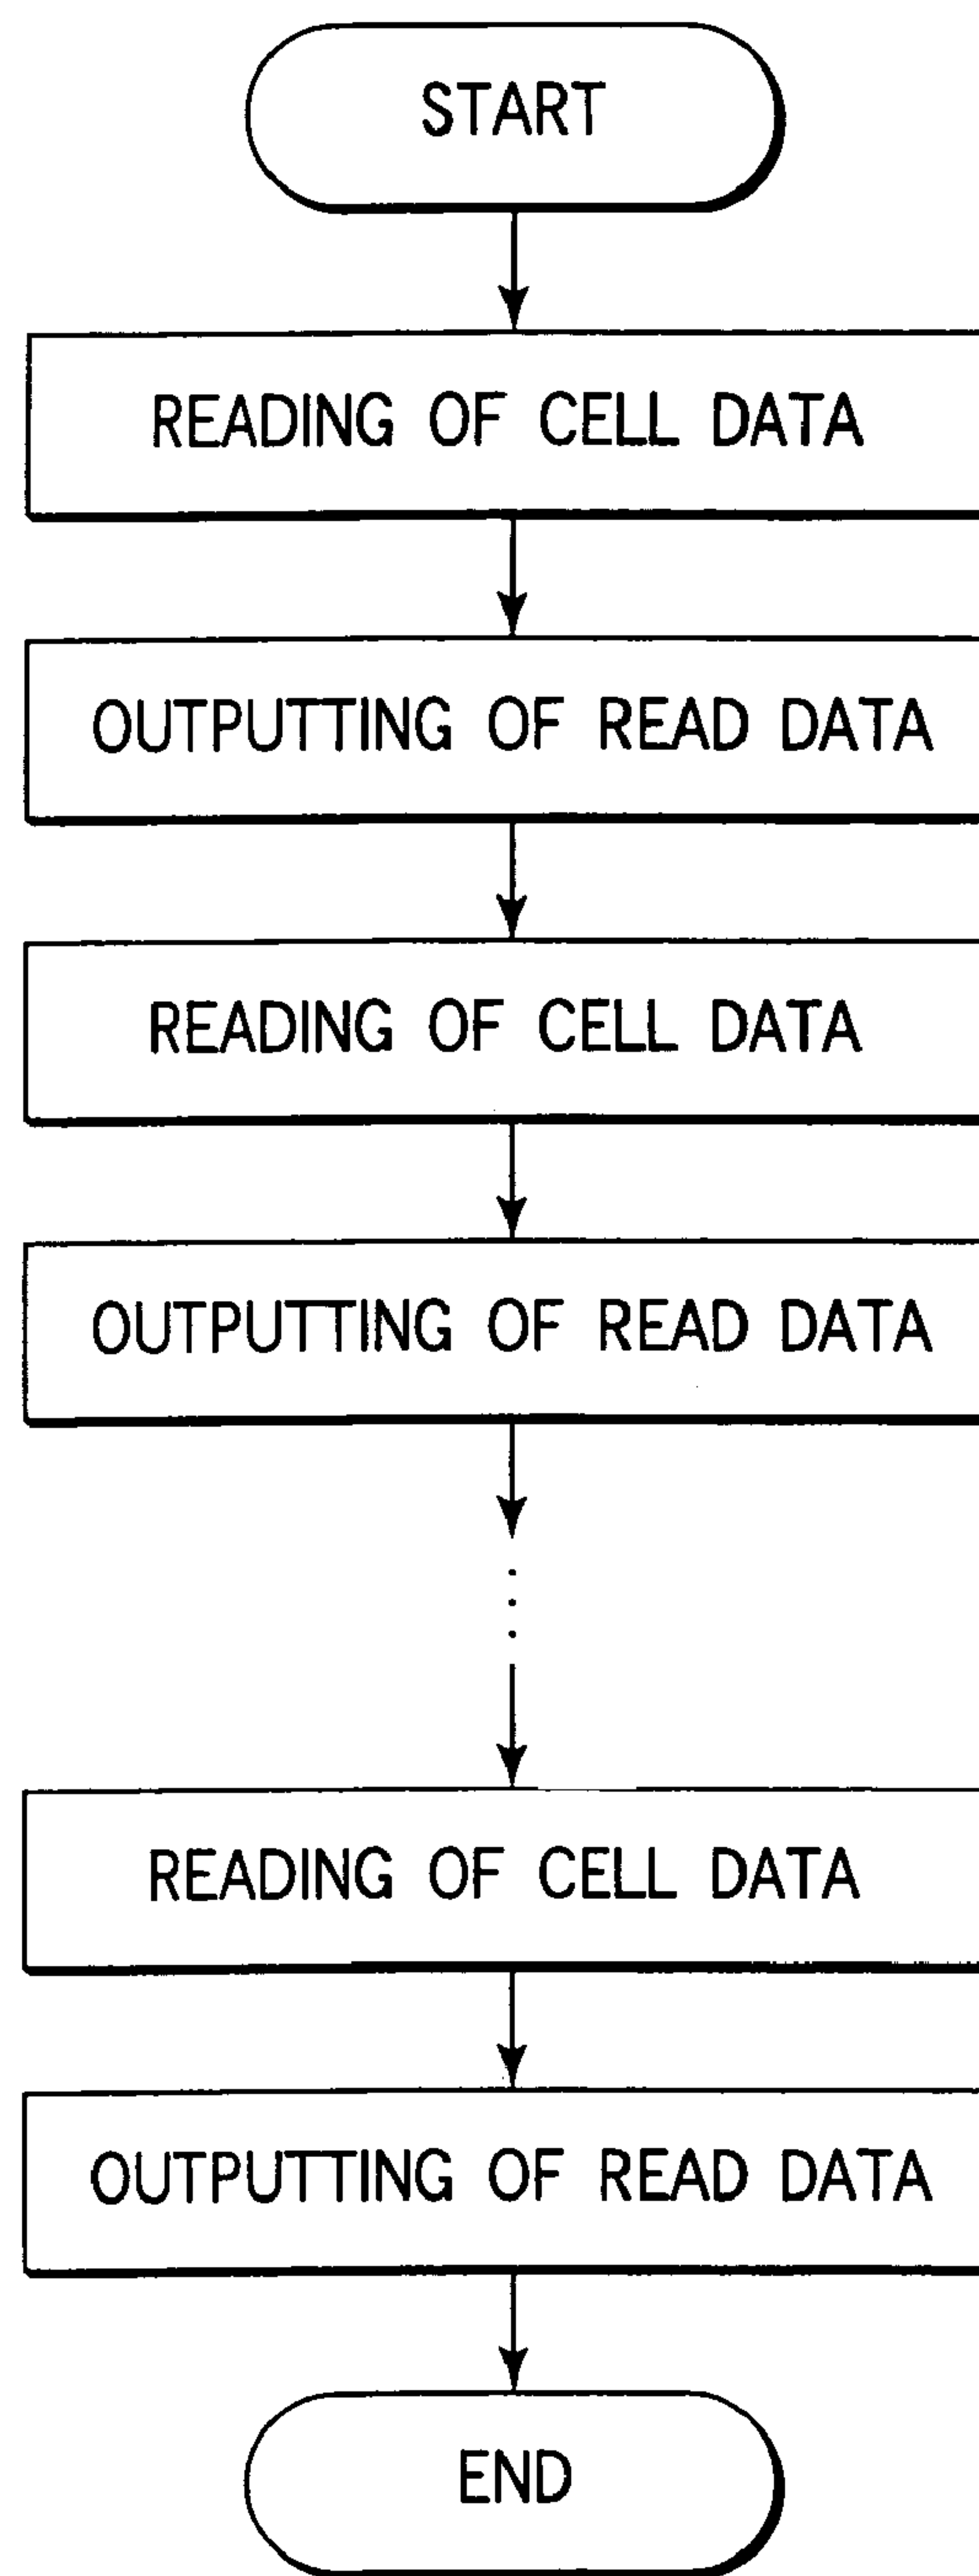 START
READING OF CELL DATA
OUTPUTTING OF READ DATA
READING OF CELL DATA
OUTPUTTING OF READ DATA
READING OF CELL DATA
OUTPUTTING OF READ DATA
END